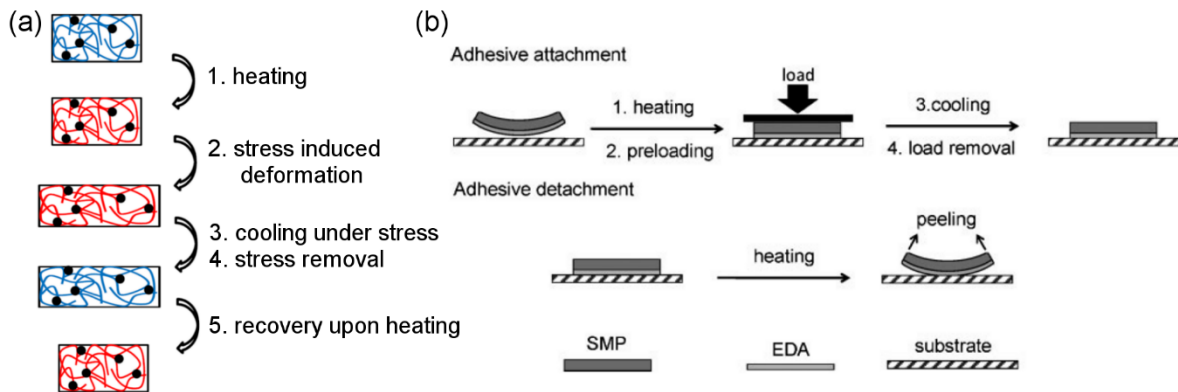 (a)
1. heating
2. stress induced
deformation
3. cooling under stress
4. stress removal
5. recovery upon heating
(b)
Adhesive attachment
1. heating
2. preloading
load
3.cooling
4. load removal
Adhesive detachment
heating
peeling
SMP
EDA
substrate